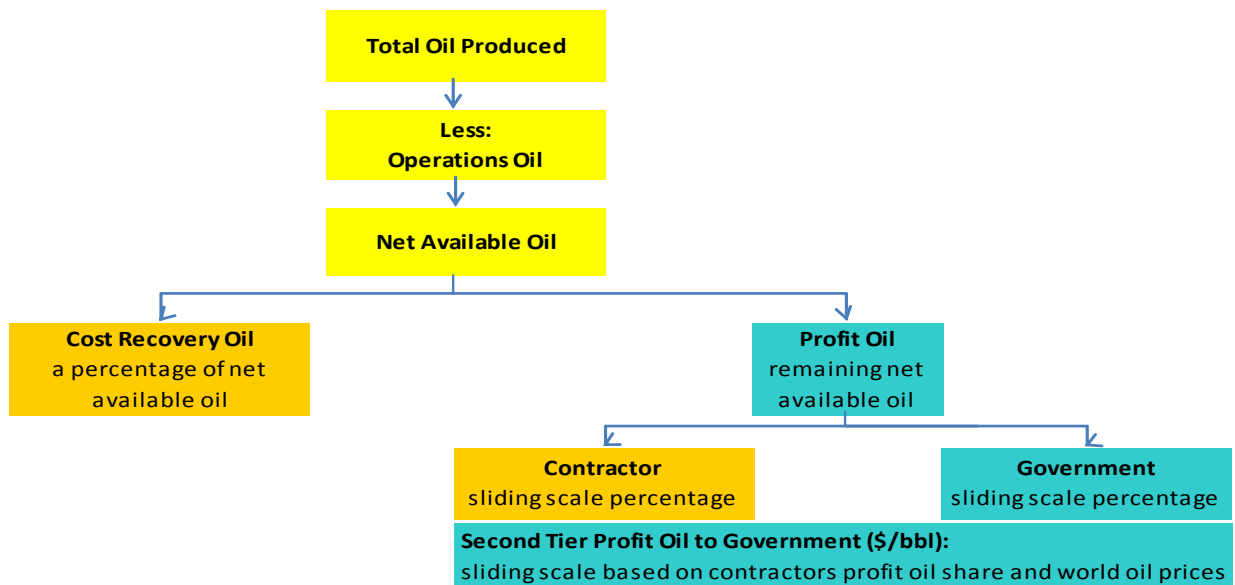 Total Oil Produced
Less:
Operations Oil
Net Available Oil
Cost Recovery Oil
a percentage of net
available oil
Profit Oil
remaining net
available oil
Contractor
sliding scale percentage
Government
sliding scale percentage
Second Tier Profit Oil to Government ($/bbl):
sliding scale based on contractors profit oil share and world oil prices